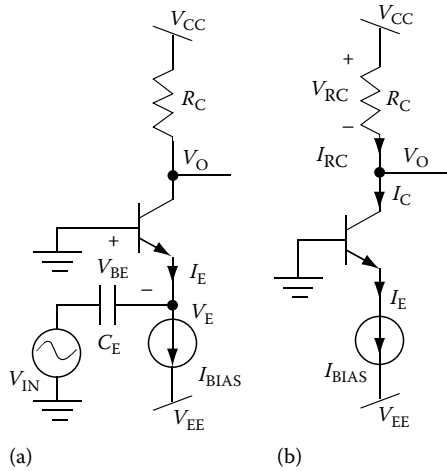 V_CC
R_C
V_O
+
I_E
V_BE
−
V_E
C_E
V_IN
I_BIAS
V_EE
(a)
V_CC
+
V_RC
R_C
−
I_RC
V_O
I_C
I_E
I_BIAS
V_EE
(b)